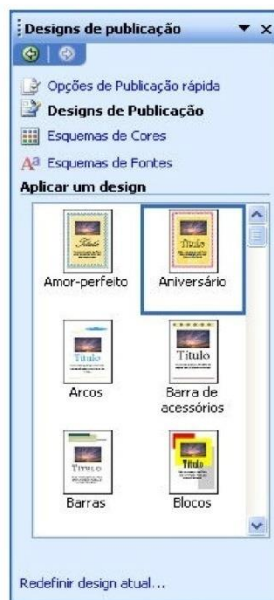 Designs de publicação
Opções de Publicação rápida
Designs de Publicação
Esquemas de Cores
Esquemas de Fontes
Aplicar um design
Título
Título
Amor-perfeito
Aniversário
Título
Título
Arcos
Barra de
acessórios
Título
Título
Barras
Blocos
Redefinir design atual...